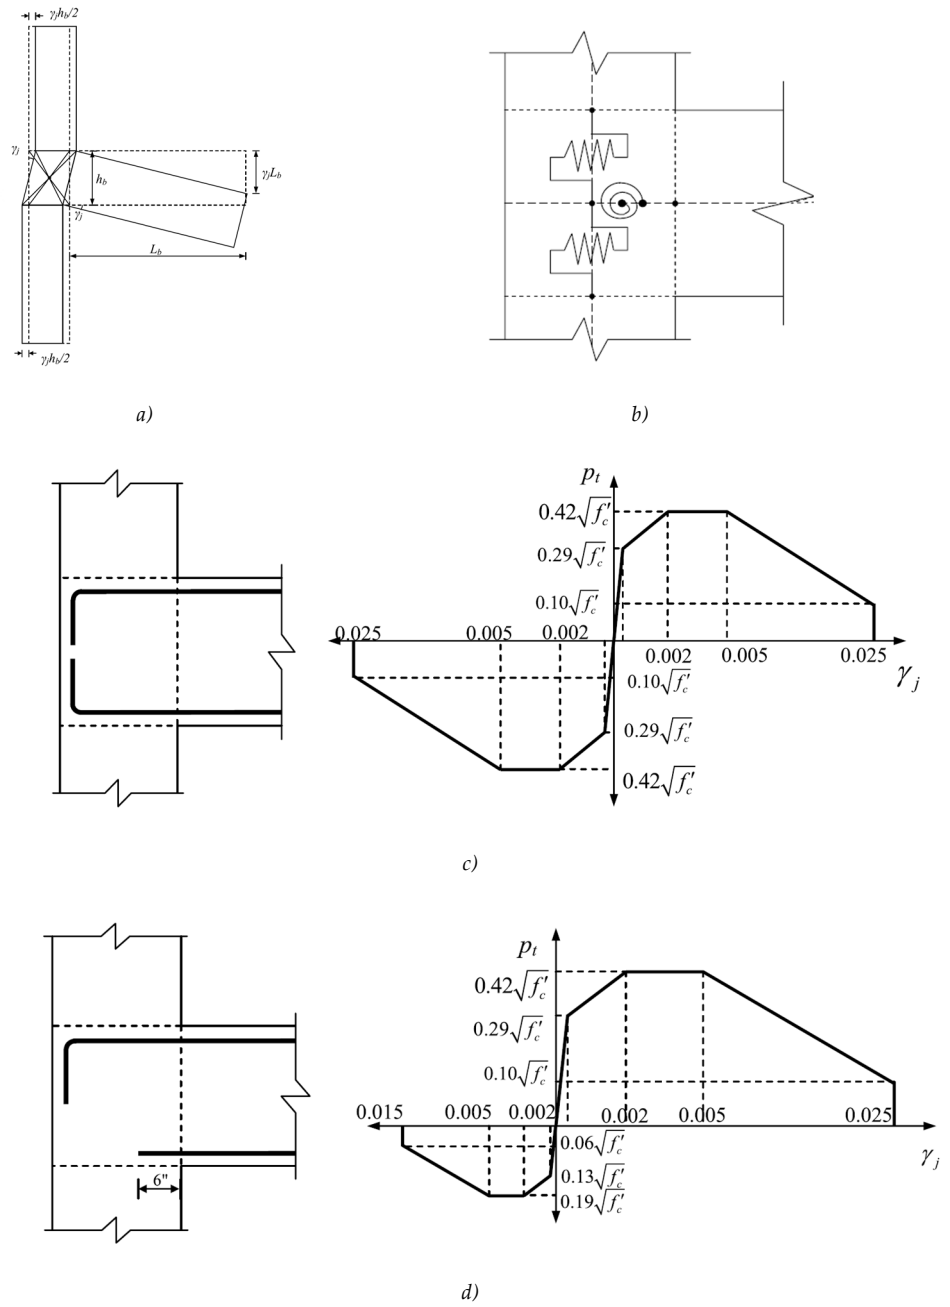 γjhb/2
γj
hb
γjLb
γj
Lb
γjhb/2
a)
b)
pt
0.42√f′c
0.29√f′c
0.10√f′c
0.025 0.005 0.002
0.002 0.005 0.025
γj
0.10√f′c
0.29√f′c
0.42√f′c
c)
pt
0.42√f′c
0.29√f′c
0.10√f′c
0.015 0.005 0.002 0.002 0.005 0.025
0.06√f′c
γj
6"
0.13√f′c
0.19√f′c
d)